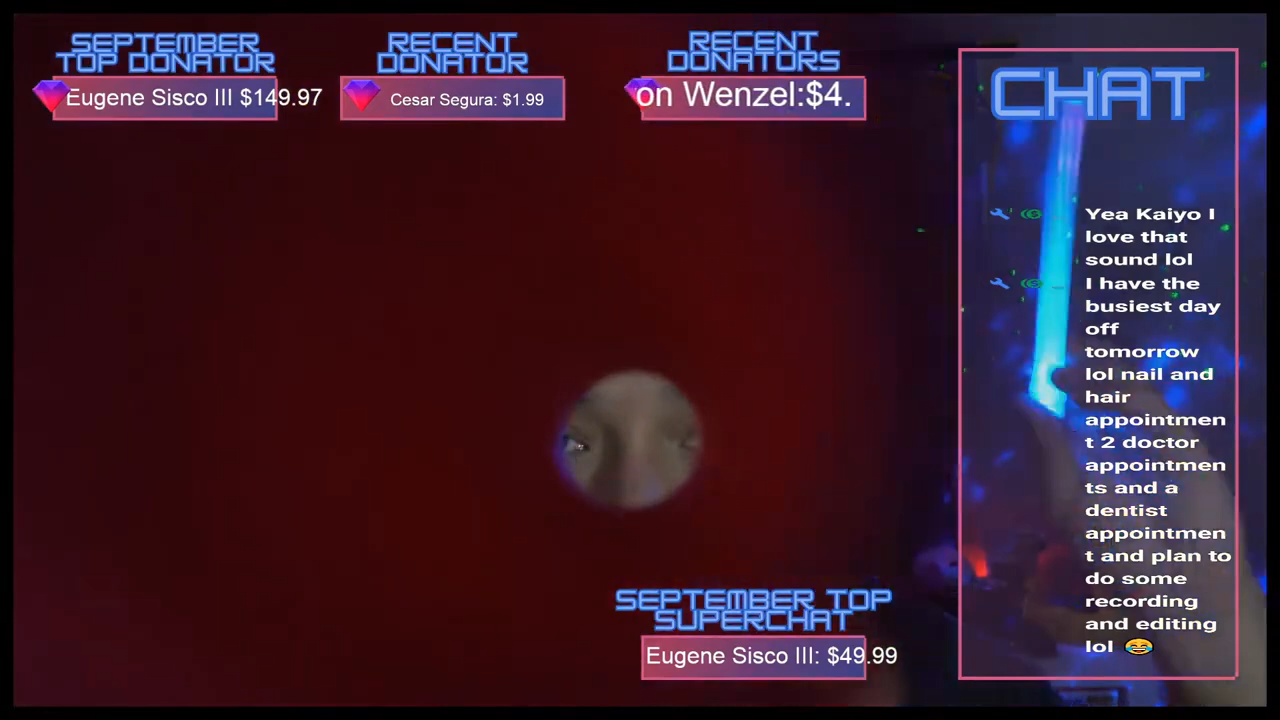 SEPTEMBER
TOP DONATOR
Eugene Sisco III $149.97
RECENT
DONATOR
Cesar Segura: $1.99
RECENT
DONATORS
on Wenzel:$4.
CHAT
Yea Kaiyo I
love that
sound lol
I have the
busiest day
off
tomorrow
lol nail and
hair
appointmen
t 2 doctor
appointmen
ts and a
dentist
appointmen
t and plan to
do some
recording
and editing
lol 😂
SEPTEMBER TOP
SUPERCHAT
Eugene Sisco III: $49.99